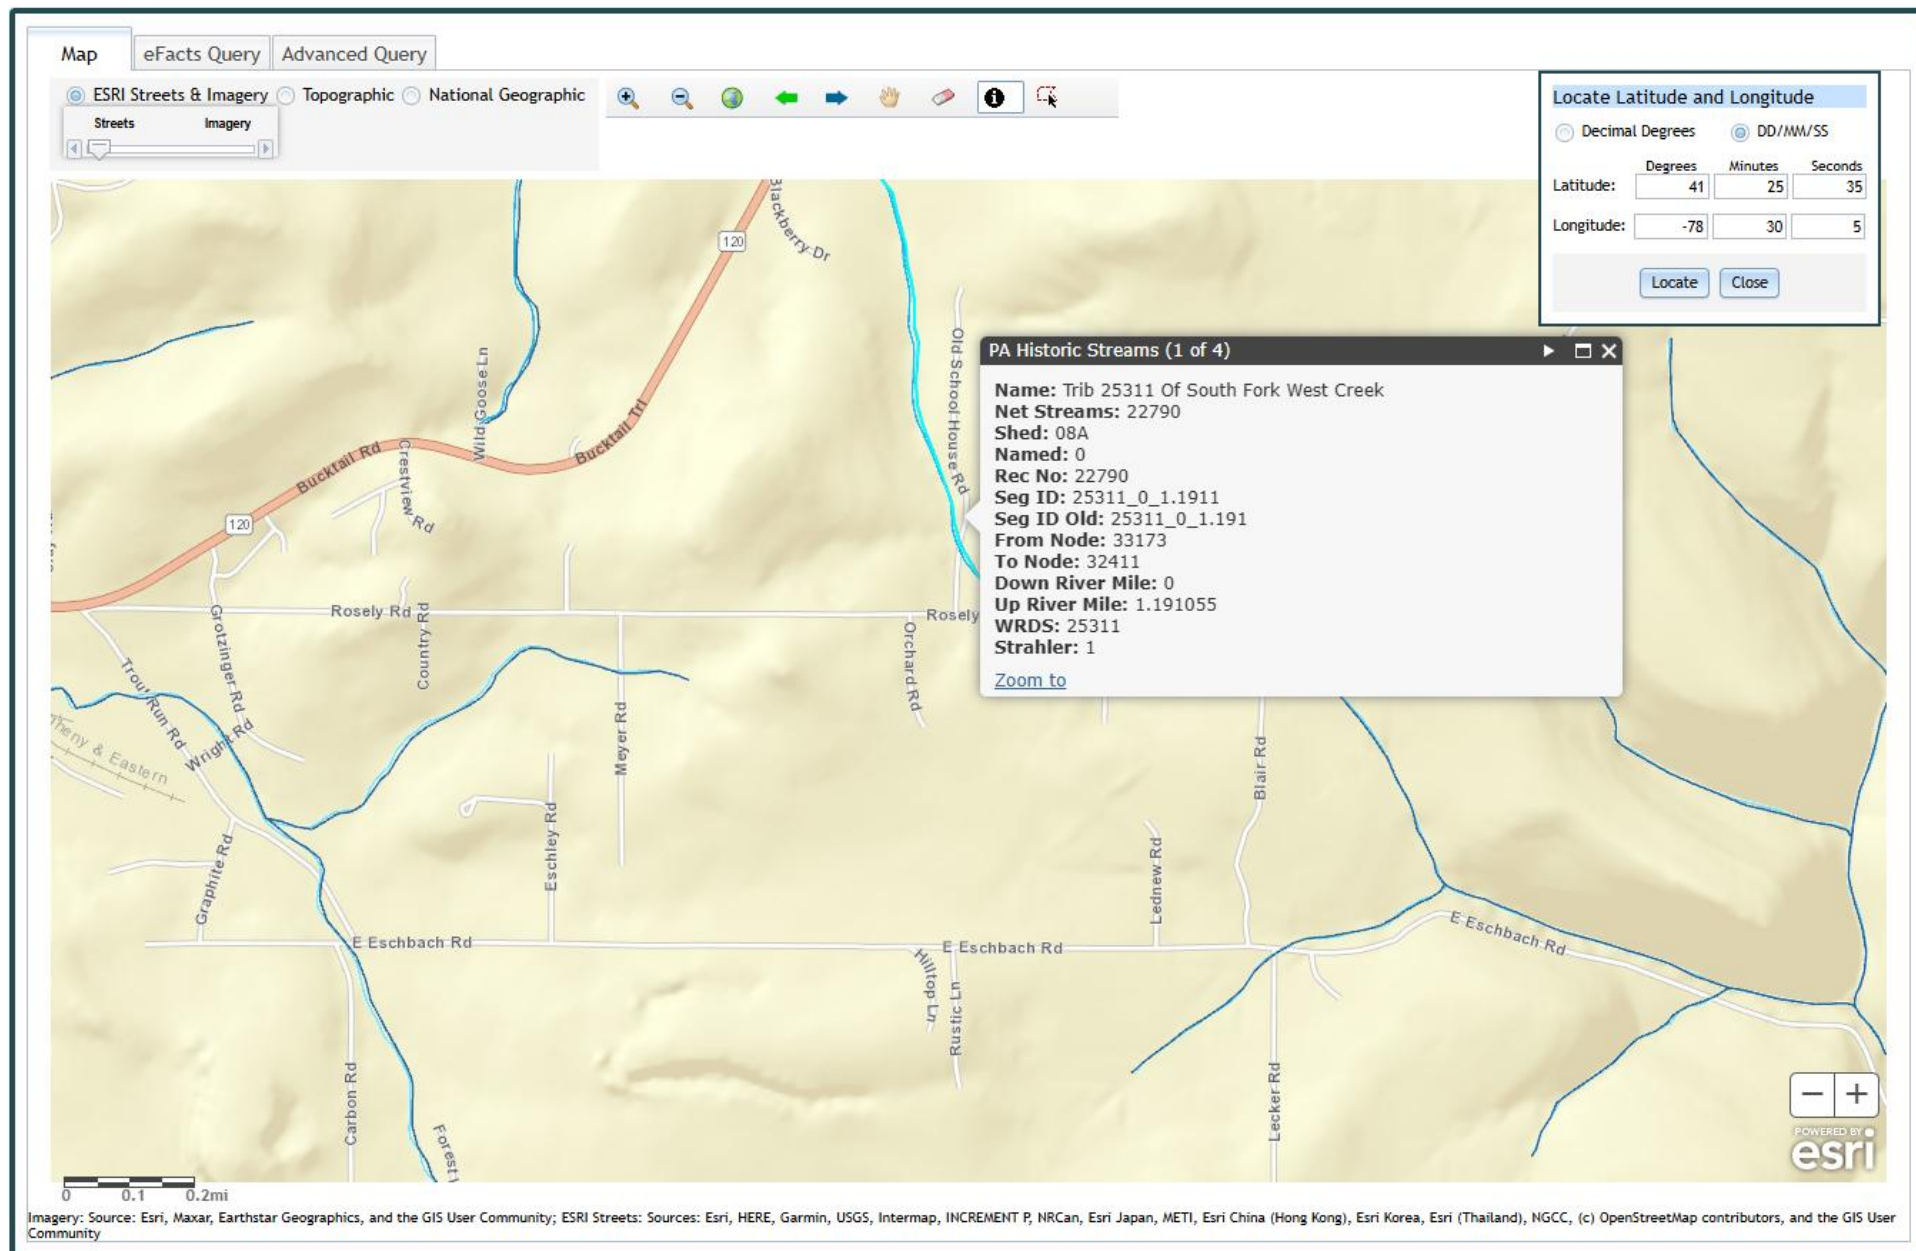 Map
eFacts Query
Advanced Query
ESRI Streets & Imagery
Topographic
National Geographic
Streets
Imagery
Locate Latitude and Longitude
Decimal Degrees
DD/MM/SS
Degrees Minutes Seconds
Latitude: 41 25 35
Longitude: -78 30 5
Locate
Close
Blackberry Dr
120
Old School House Rd
Wild Goose Ln
Bucktail Trl
Bucktail Rd
Crestview Rd
120
PA Historic Streams (1 of 4)
Name: Trib 25311 Of South Fork West Creek
Net Streams: 22790
Shed: 08A
Named: 0
Rec No: 22790
Seg ID: 25311_0_1.1911
Seg ID Old: 25311_0_1.191
From Node: 33173
To Node: 32411
Down River Mile: 0
Up River Mile: 1.191055
WRDS: 25311
Strahler: 1
Zoom to
Rosely Rd
Rosely
Grotzinger Rd
Country Rd
Orchard Rd
Trout Run Rd
Wright Rd
Meyer Rd
heny & Eastern
Blair Rd
Eschley Rd
Graphite Rd
Lednew Rd
E Eschbach Rd
E Eschbach Rd
E Eschbach Rd
Hilltop Ln
Rustic Ln
Carbon Rd
Lecker Rd
Forest
POWERED BY
esri
0 0.1 0.2mi
Imagery: Source: Esri, Maxar, Earthstar Geographics, and the GIS User Community; ESRI Streets: Sources: Esri, HERE, Garmin, USGS, Intermap, INCREMENT P, NRCan, Esri Japan, METI, Esri China (Hong Kong), Esri Korea, Esri (Thailand), NGCC, (c) OpenStreetMap contributors, and the GIS User
Community